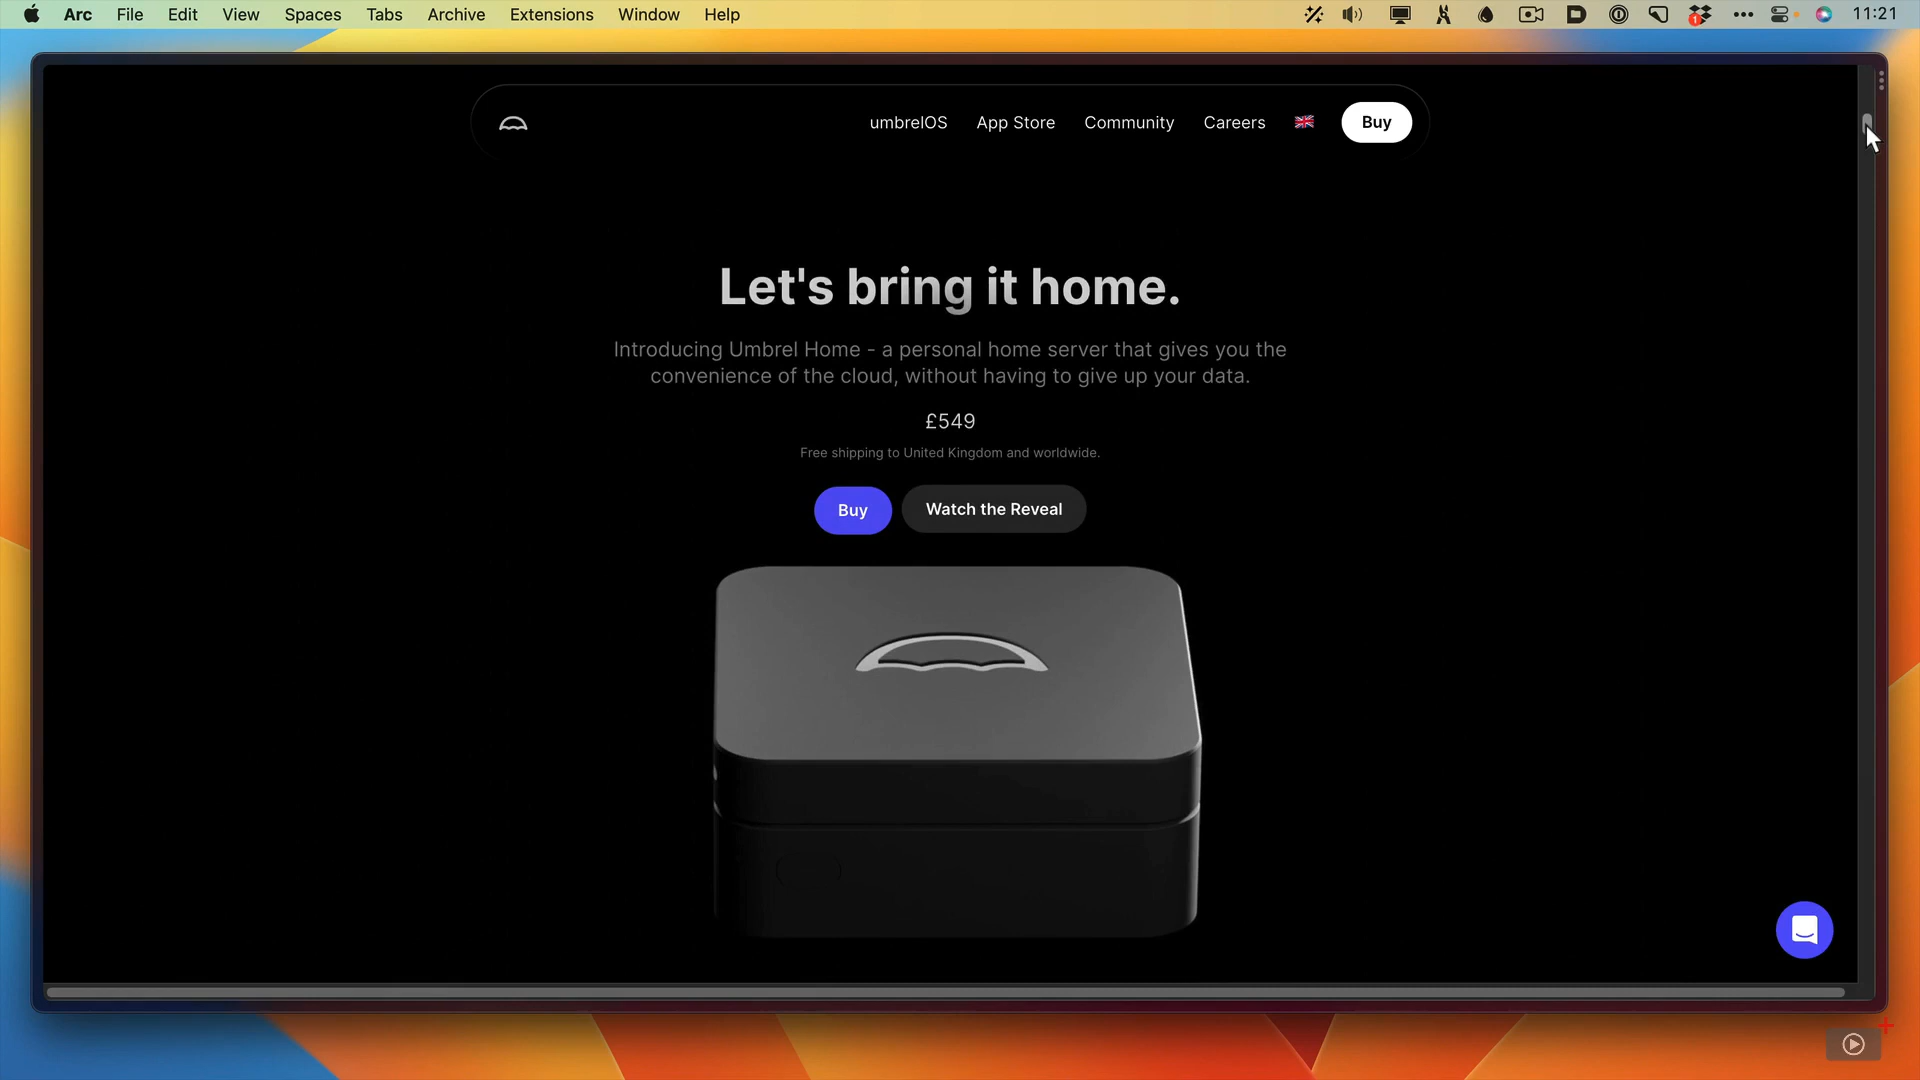 Arc File Edit View Spaces Tabs Archive Extensions Window Help 1 11:21
umbrelOS App Store Community Careers Buy
Let's bring it home.
Introducing Umbrel Home - a personal home server that gives you the
convenience of the cloud, without having to give up your data.
£549
Free shipping to United Kingdom and worldwide.
Buy Watch the Reveal